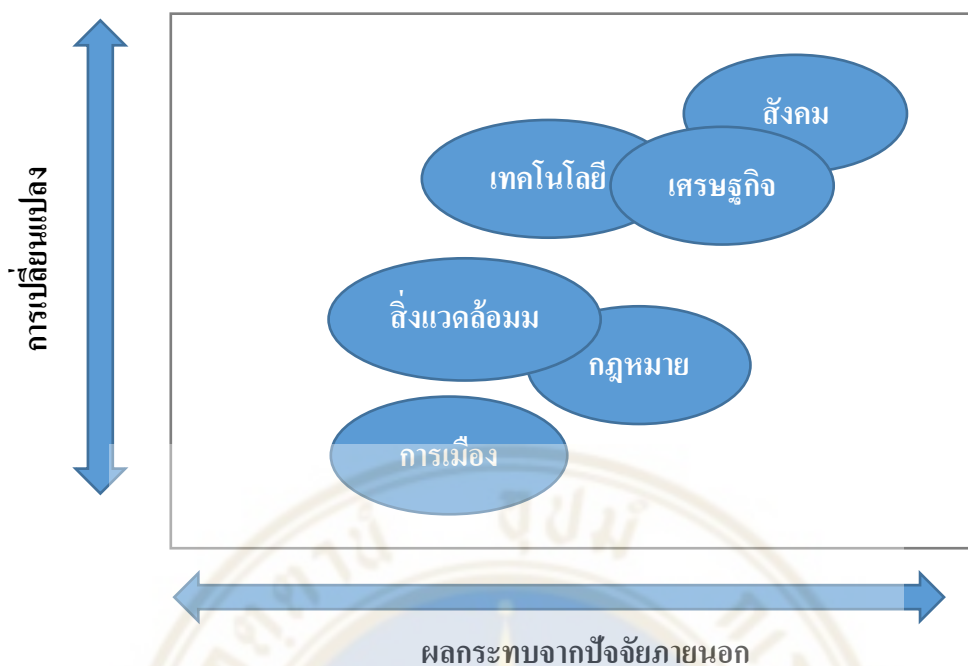 สังคม
เทคโนโลยี
เศรษฐกิจ
การเปลี่ยนแปลง
สิ่งแวดล้อมม
กฎหมาย
การเมือง
ผลกระทบจากปัจจัยภายนอก